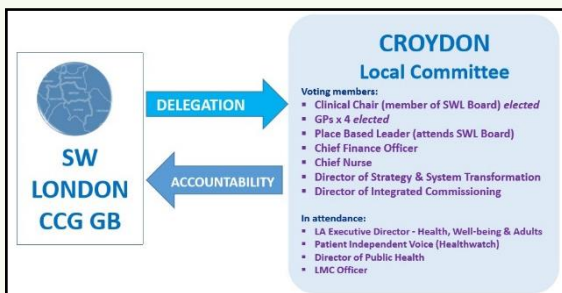 SW
LONDON
CCG GB
DELEGATION
ACCOUNTABILITY
CROYDON
Local Committee
Voting members:
▪ Clinical Chair (member of SWL Board) elected
▪ GPs x 4 elected
▪ Place Based Leader (attends SWL Board)
▪ Chief Finance Officer
▪ Chief Nurse
▪ Director of Strategy & System Transformation
▪ Director of Integrated Commissioning
In attendance:
▪ LA Executive Director - Health, Well-being & Adults
▪ Patient Independent Voice (Healthwatch)
▪ Director of Public Health
▪ LMC Officer